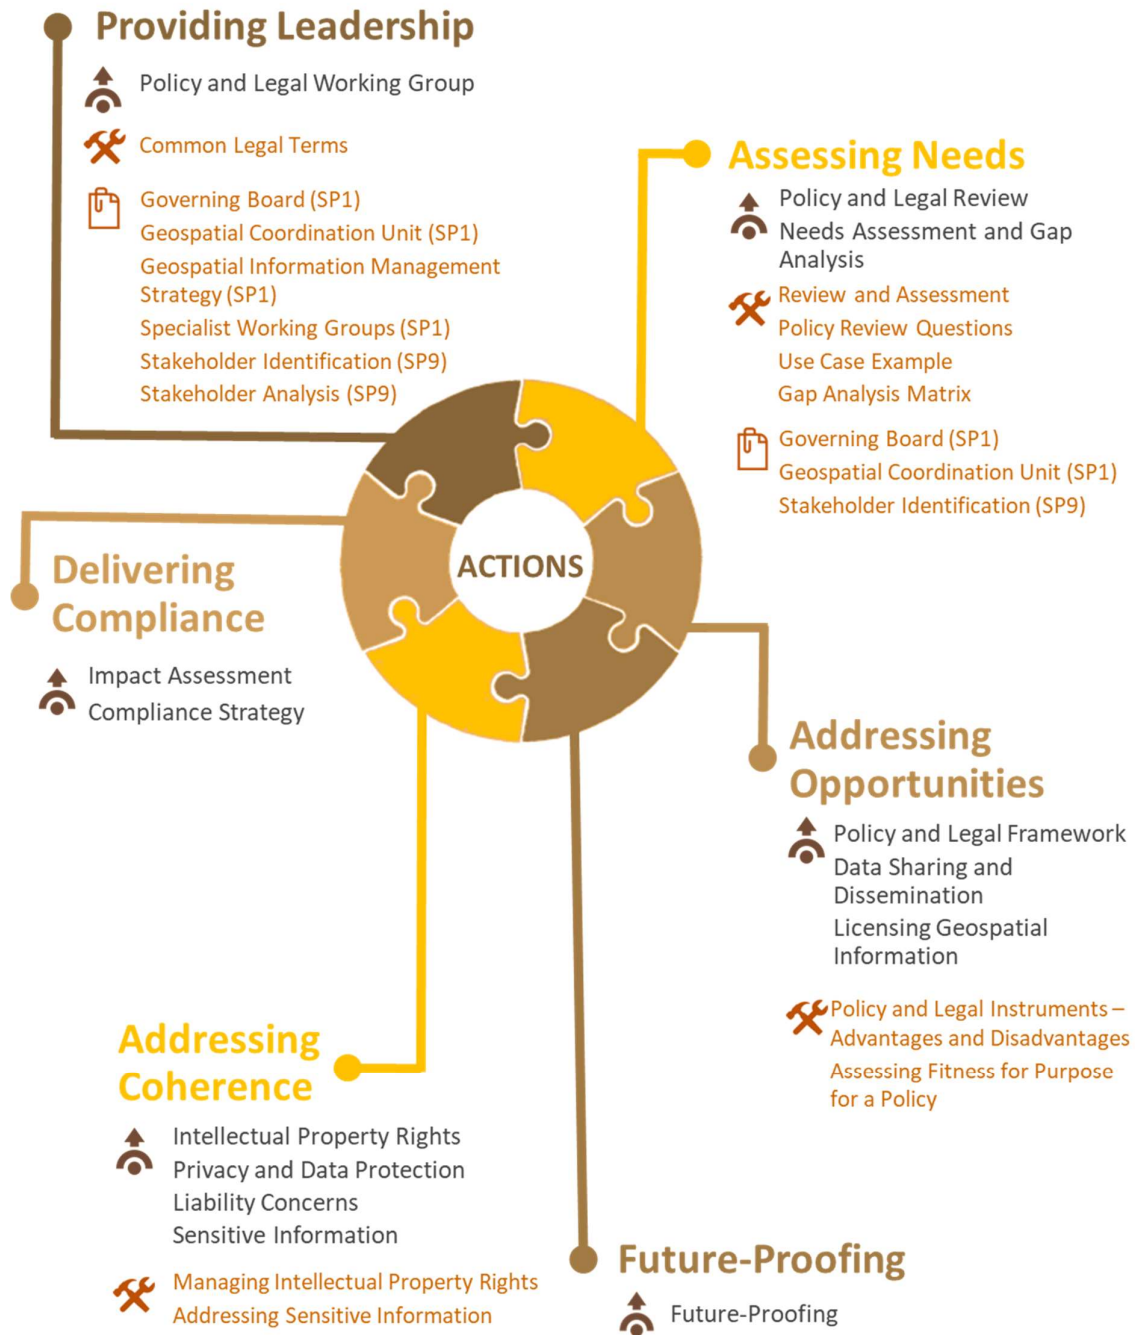 Providing Leadership
Policy and Legal Working Group
Common Legal Terms
Governing Board (SP1)
Geospatial Coordination Unit (SP1)
Geospatial Information Management
Strategy (SP1)
Specialist Working Groups (SP1)
Stakeholder Identification (SP9)
Stakeholder Analysis (SP9)
Assessing Needs
Policy and Legal Review
Needs Assessment and Gap
Analysis
Review and Assessment
Policy Review Questions
Use Case Example
Gap Analysis Matrix
Governing Board (SP1)
Geospatial Coordination Unit (SP1)
Stakeholder Identification (SP9)
ACTIONS
Delivering
Compliance
Impact Assessment
Compliance Strategy
Addressing
Opportunities
Policy and Legal Framework
Data Sharing and
Dissemination
Licensing Geospatial
Information
Policy and Legal Instruments –
Advantages and Disadvantages
Assessing Fitness for Purpose
for a Policy
Addressing
Coherence
Intellectual Property Rights
Privacy and Data Protection
Liability Concerns
Sensitive Information
Managing Intellectual Property Rights
Addressing Sensitive Information
Future-Proofing
Future-Proofing